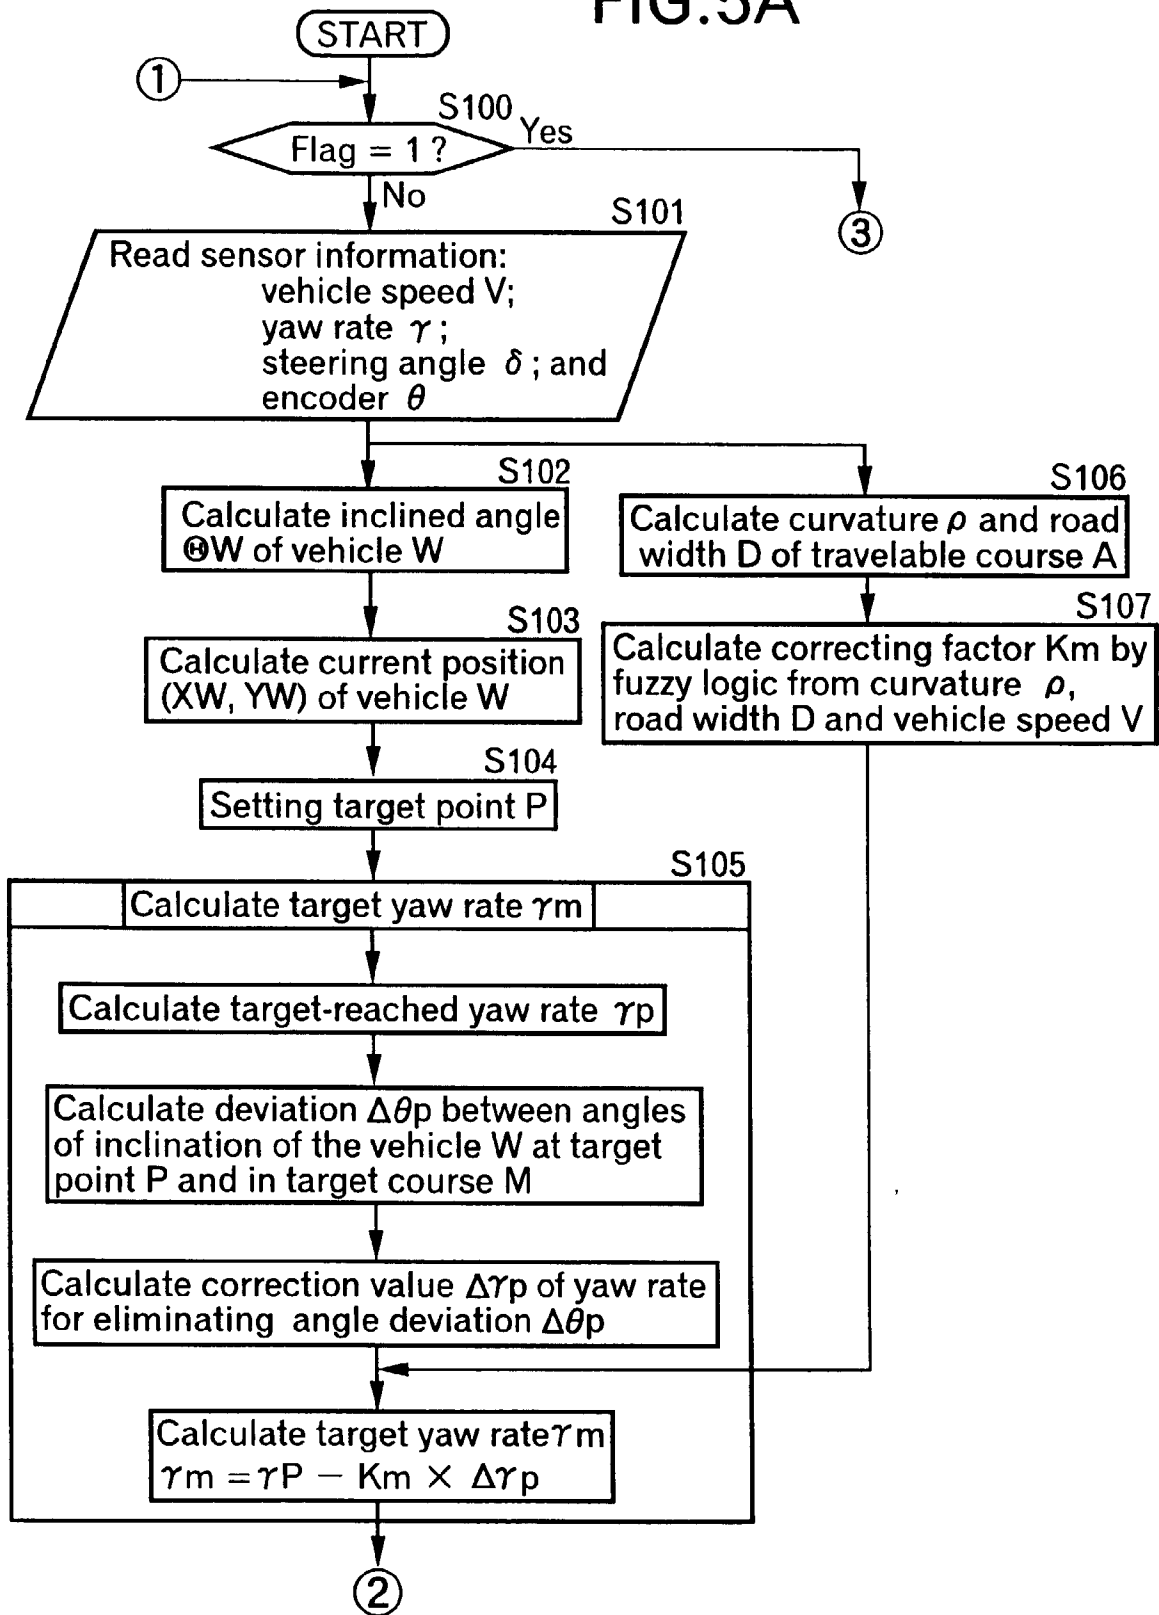 FIG.5A
START
①
S100
Flag = 1 ?
Yes
No
③
S101
Read sensor information:
vehicle speed V;
yaw rate γ ;
steering angle δ ; and
encoder θ
S102
Calculate inclined angle
ΘW of vehicle W
S106
Calculate curvature ρ and road
width D of travelable course A
S103
Calculate current position
(XW, YW) of vehicle W
S107
Calculate correcting factor Km by
fuzzy logic from curvature ρ,
road width D and vehicle speed V
S104
Setting target point P
S105
Calculate target yaw rate γm
Calculate target-reached yaw rate γp
Calculate deviation Δθp between angles
of inclination of the vehicle W at target
point P and in target course M
Calculate correction value Δγp of yaw rate
for eliminating angle deviation Δθp
Calculate target yaw rateγm
γm = γP − Km × Δγp
②